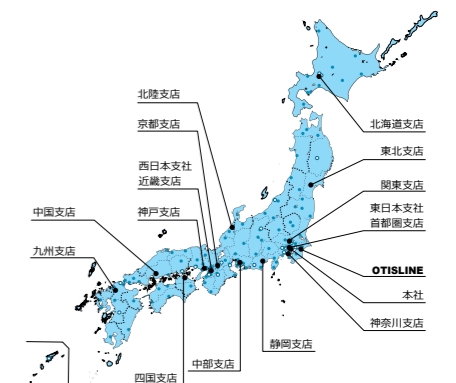 北陸支店
京都支店
西日本支社
近畿支店
中国支店
神戸支店
九州支店
北海道支店
東北支店
関東支店
東日本支社
首都圏支店
OTISLINE
本社
神奈川支店
静岡支店
中部支店
四国支店